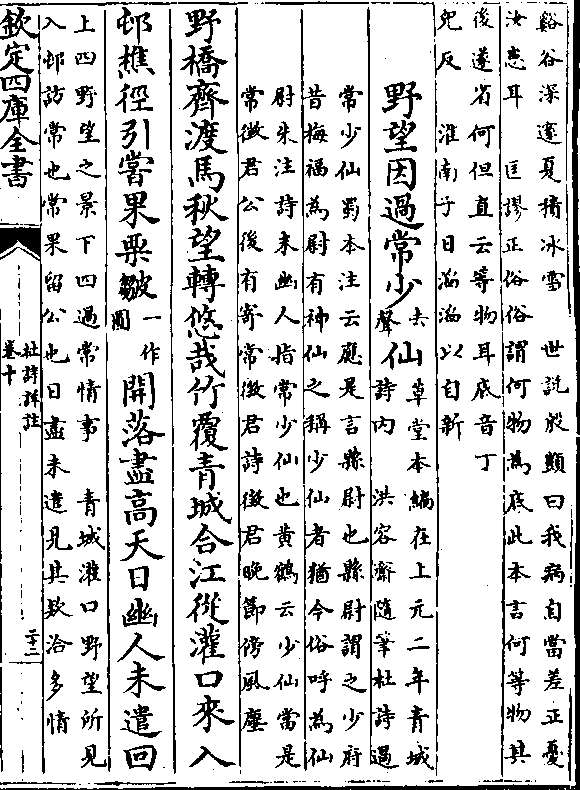 谿谷深邃夏積冰雪　世説殷顗曰我病自當差正憂
汝患耳　匡謬正俗俗謂何物為底此本言何等物其
後遂省何但直云等物耳底音丁
兒反　淮南子日滔滔以自新
野望因過常少去聲仙草堂本編在上元二年青城
詩内　洪容齋隨筆杜詩過
常少仙蜀本注云應是言縣尉也縣尉謂之少府
昔梅福為尉有神仙之稱少仙者猶今俗呼為仙
尉朱注詩末幽人指常少仙也黄鶴云少仙當是
常徴君公後有寄常徴君詩徴君晚節傍風塵
野橋齊渡馬秋望轉悠哉竹覆青城合江從灌口來入
邨樵徑引嘗果栗皺一作園開落盡高天日幽人未遣回
上四野望之景下四過常情事　青城灌口野望所見
入邨訪常也常果留公也日盡未遣見其欵洽多情
欽定四庫全書
杜詩詳註
卷十
二十二